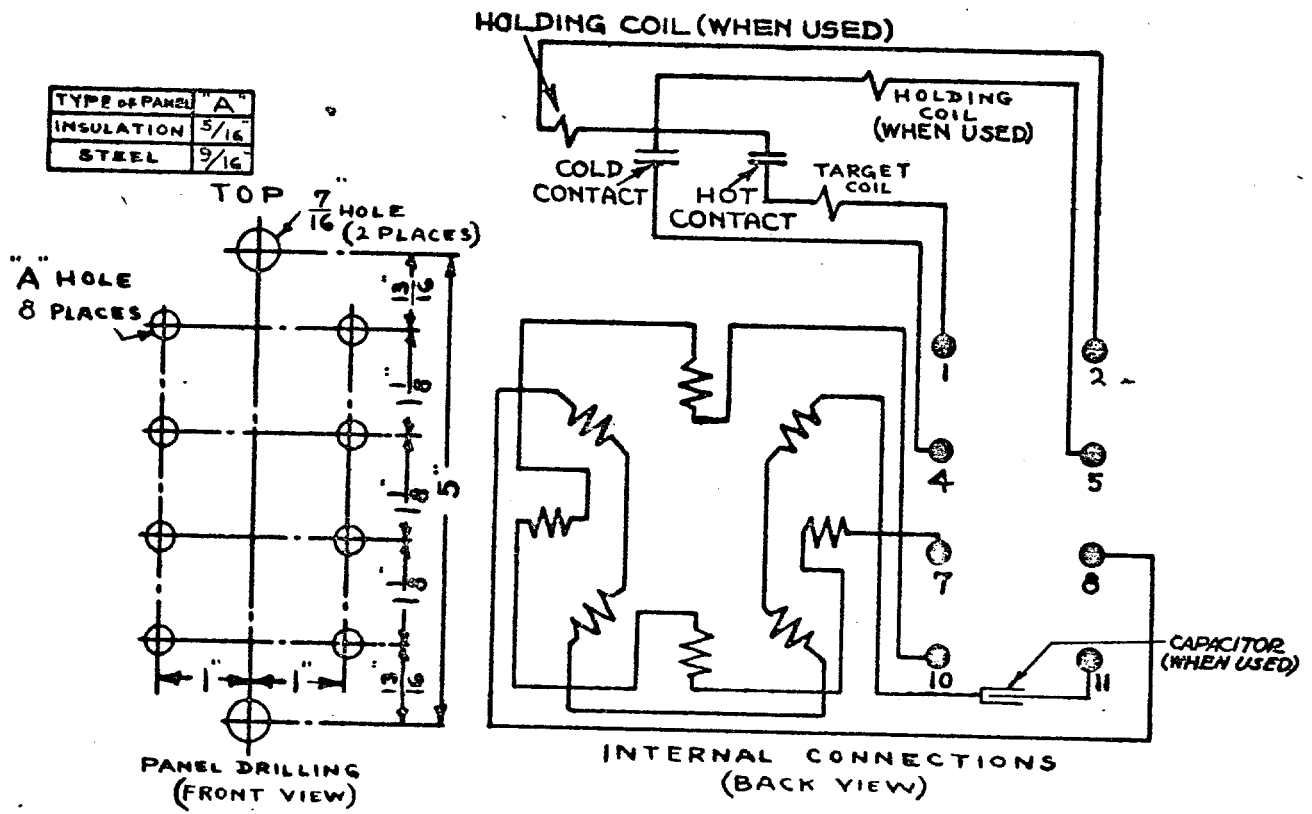 HOLDING COIL (WHEN USED)
TYPE OF PANEL "A"
INSULATION 5/16"
STEEL 9/16"
HOLDING
COIL
(WHEN USED)
COLD
CONTACT
HOT
CONTACT
TARGET
COIL
TOP
7/16" HOLE
(2 PLACES)
"A" HOLE
8 PLACES
13/16"
1 1/8"
1 1/8"
1 1/8"
13/16"
5"
1"
1"
1
2
4
5
7
8
10
11
CAPACITOR
(WHEN USED)
PANEL DRILLING
(FRONT VIEW)
INTERNAL CONNECTIONS
(BACK VIEW)